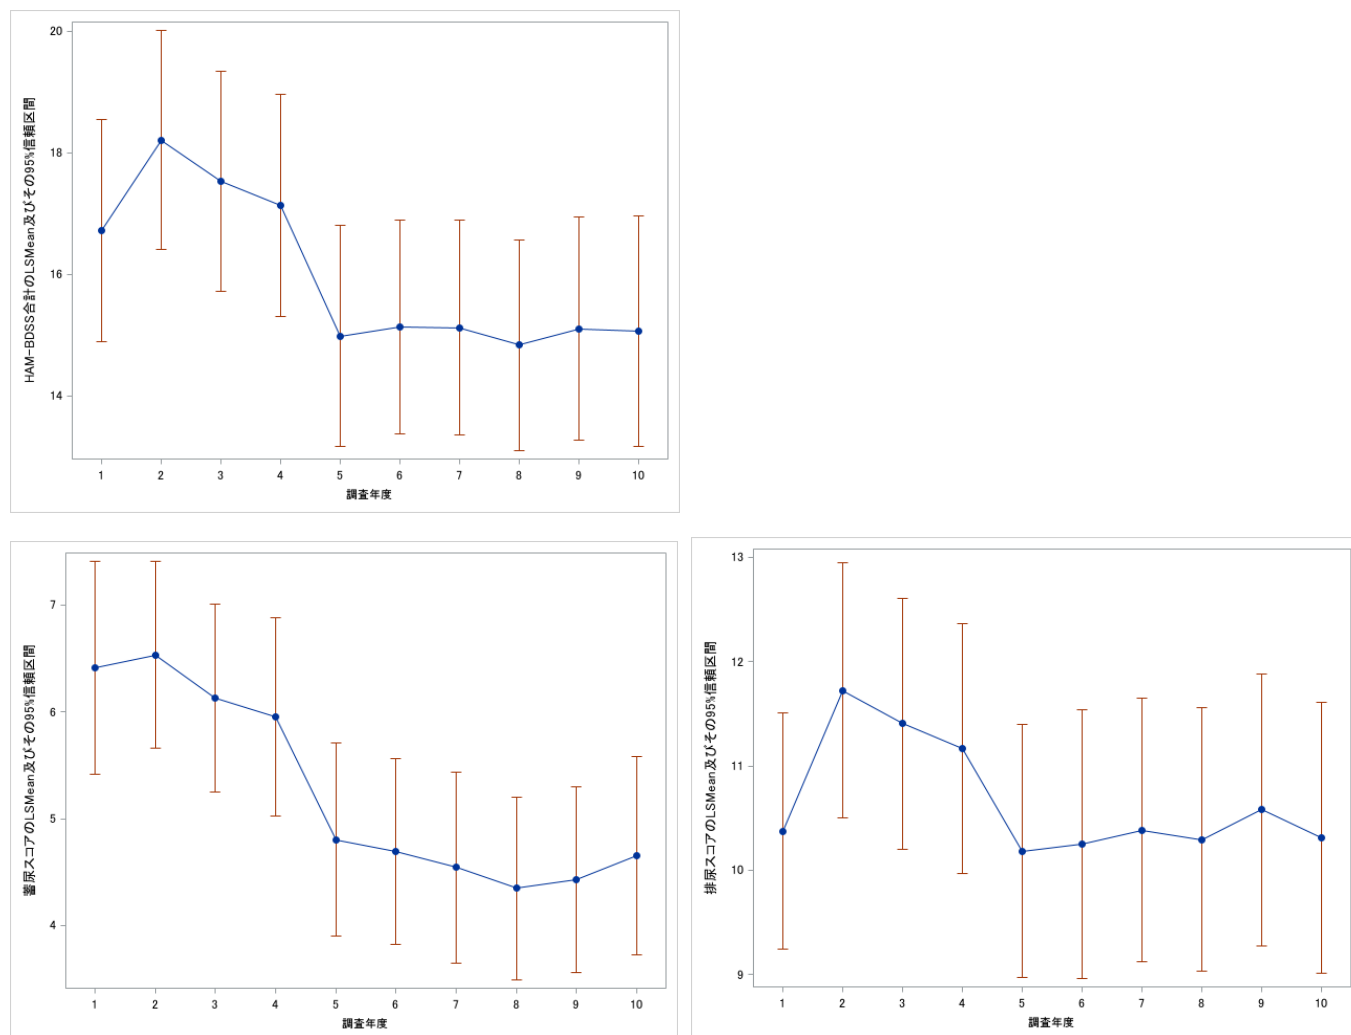 HAM-BDSS合計のLSMean及びその95%信頼区間
20
18
16
14
1 2 3 4 5 6 7 8 9 10
調査年度
蓄尿スコアのLSMean及びその95%信頼区間
7
6
5
4
1 2 3 4 5 6 7 8 9 10
調査年度
排尿スコアのLSMean及びその95%信頼区間
13
12
11
10
9
1 2 3 4 5 6 7 8 9 10
調査年度